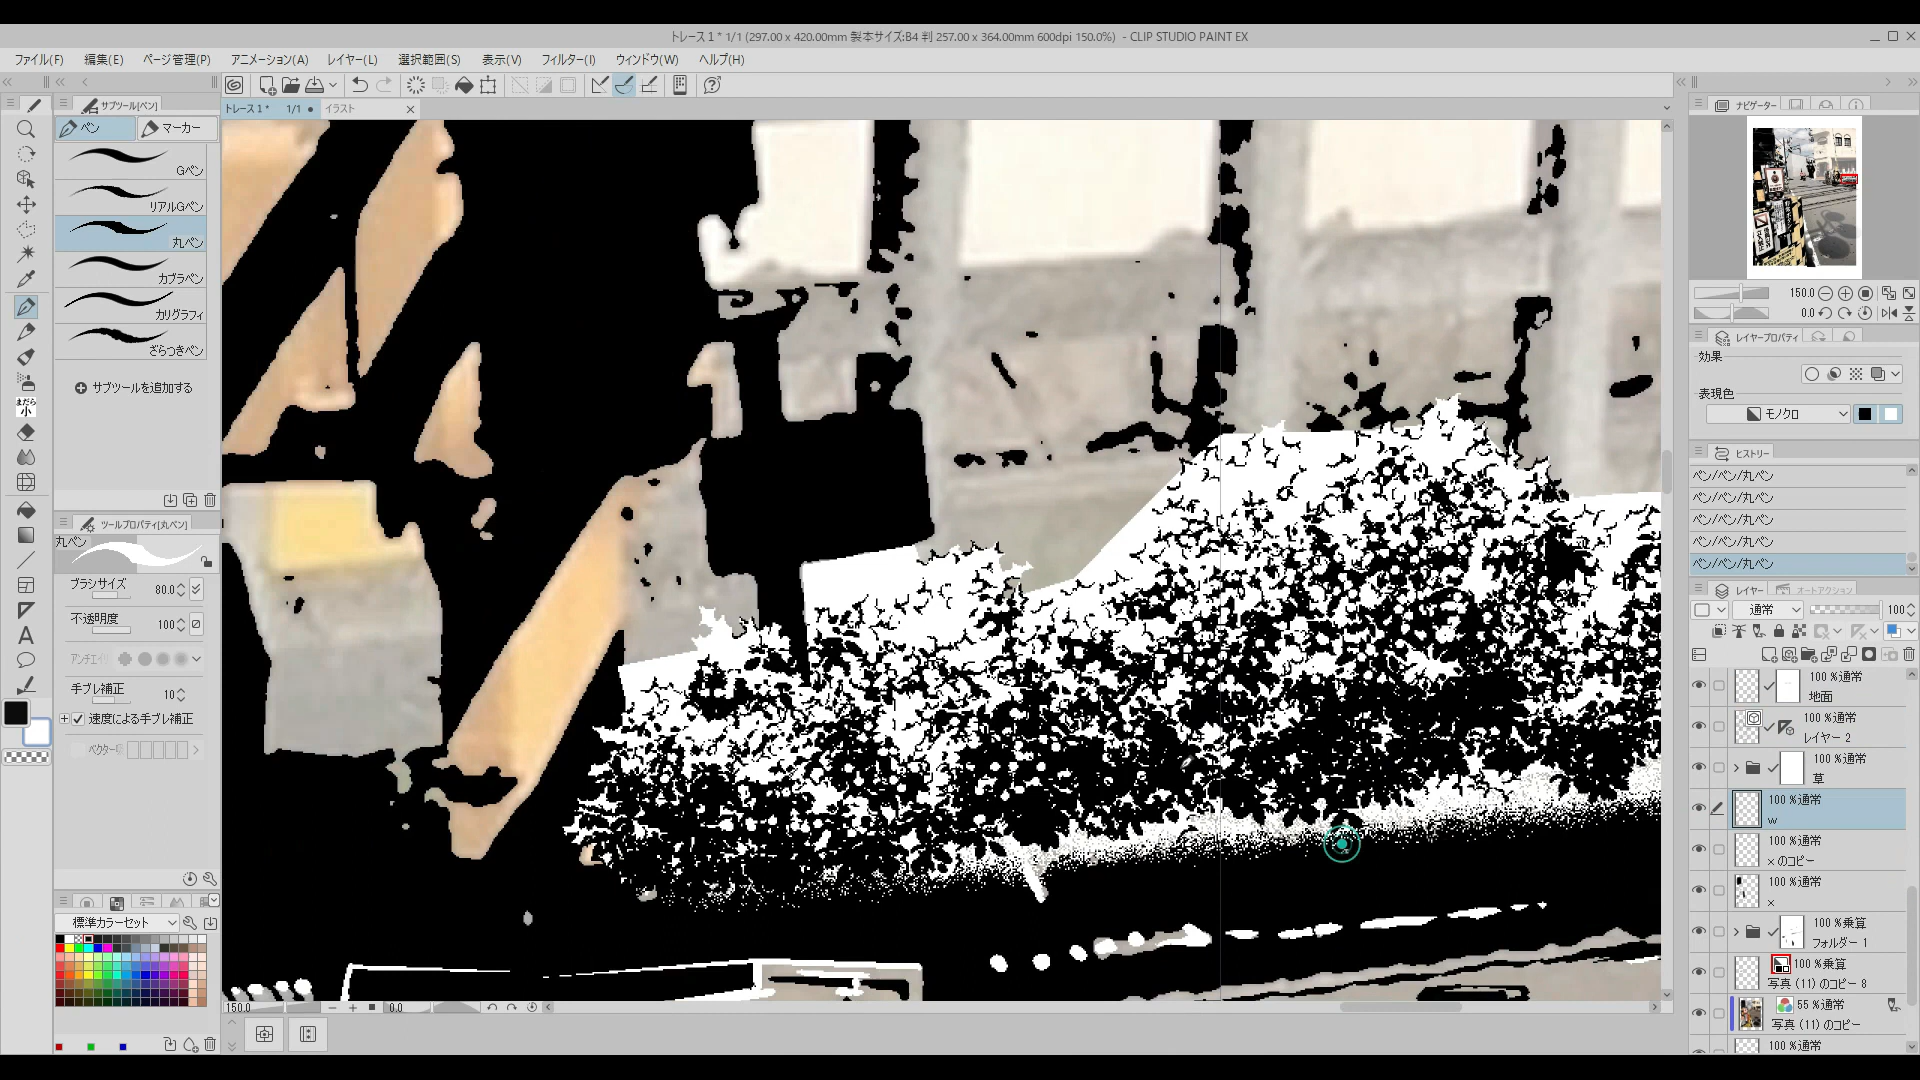 トレース 1 * 1/1 (297.00 x 420.00mm 製本サイズ:B4 判 257.00 x 364.00mm 600dpi 150.0%) - CLIP STUDIO PAINT EX
ファイル(F) 編集(E) ページ管理(P) アニメーション(A) レイヤー(L) 選択範囲(S) 表示(V) フィルター(I) ウィンドウ(W) ヘルプ(H)
サブツール[ペン]
トレース 1 * 1/1
イラスト
ペン
マーカー
Gペン
リアルGペン
丸ペン
カブラペン
カリグラフィ
ざらつきペン
サブツールを追加する
まだら
小
ツールプロパティ[丸ペン]
丸ペン
ブラシサイズ 80.0
不透明度 100
手ブレ補正 10
速度による手ブレ補正
標準カラーセット
150.0
0.0
ナビゲーター
150.0
0.0
レイヤープロパティ
効果
表現色
モノクロ
ヒストリー
ペン/ペン/丸ペン
ペン/ペン/丸ペン
ペン/ペン/丸ペン
ペン/ペン/丸ペン
ペン/ペン/丸ペン
レイヤー
オートアクション
通常 100
100 %通常
地面
100 %通常
レイヤー 2
100 %通常
草
100 %通常
w
100 %通常
× のコピー
100 %通常
×
100 %乗算
フォルダー 1
100 %乗算
写真 (11) のコピー 8
55 %通常
写真 (11) のコピー
100 %通常